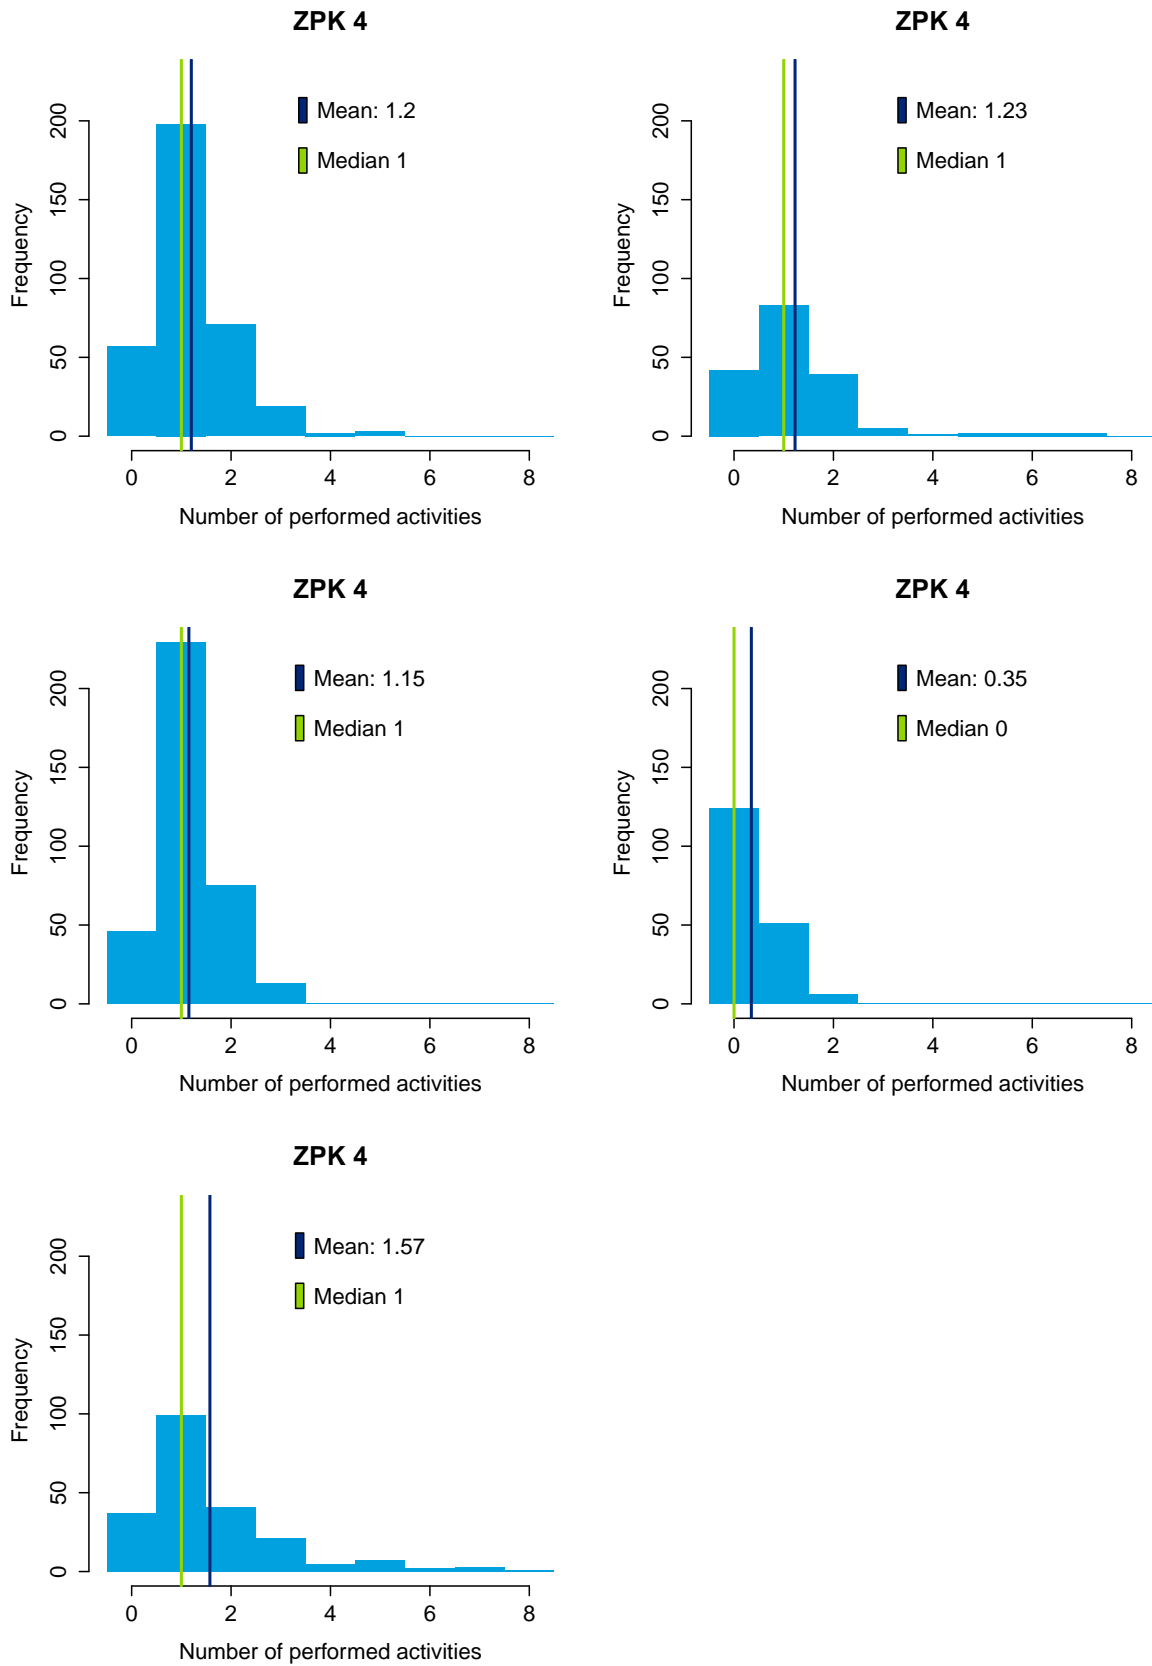 ZPK 4
Mean: 1.2
Median 1
Frequency
0 50 100 150 200
0 2 4 6 8
Number of performed activities
ZPK 4
Mean: 1.23
Median 1
Frequency
0 50 100 150 200
0 2 4 6 8
Number of performed activities
ZPK 4
Mean: 1.15
Median 1
Frequency
0 50 100 150 200
0 2 4 6 8
Number of performed activities
ZPK 4
Mean: 0.35
Median 0
Frequency
0 50 100 150 200
0 2 4 6 8
Number of performed activities
ZPK 4
Mean: 1.57
Median 1
Frequency
0 50 100 150 200
0 2 4 6 8
Number of performed activities